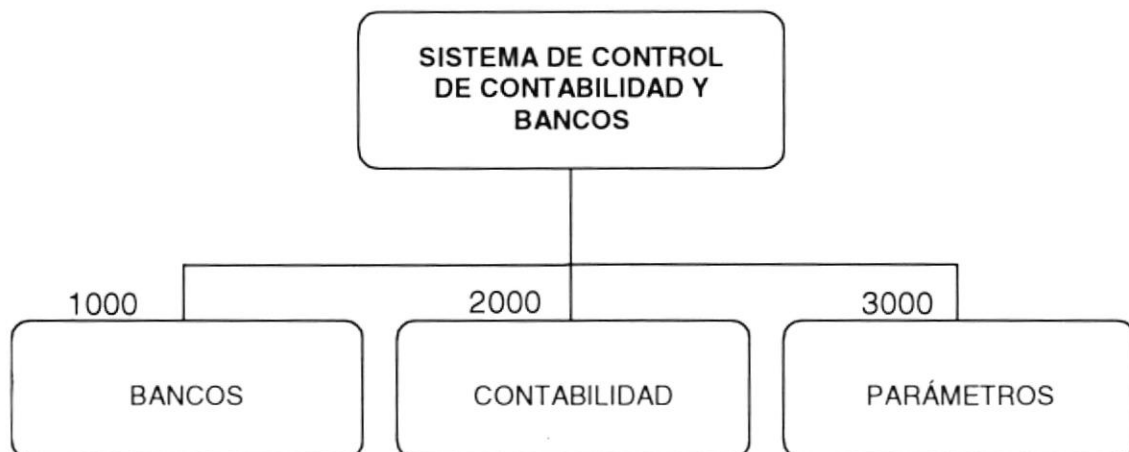 SISTEMA DE CONTROL
DE CONTABILIDAD Y
BANCOS
1000
2000
3000
BANCOS
CONTABILIDAD
PARÁMETROS